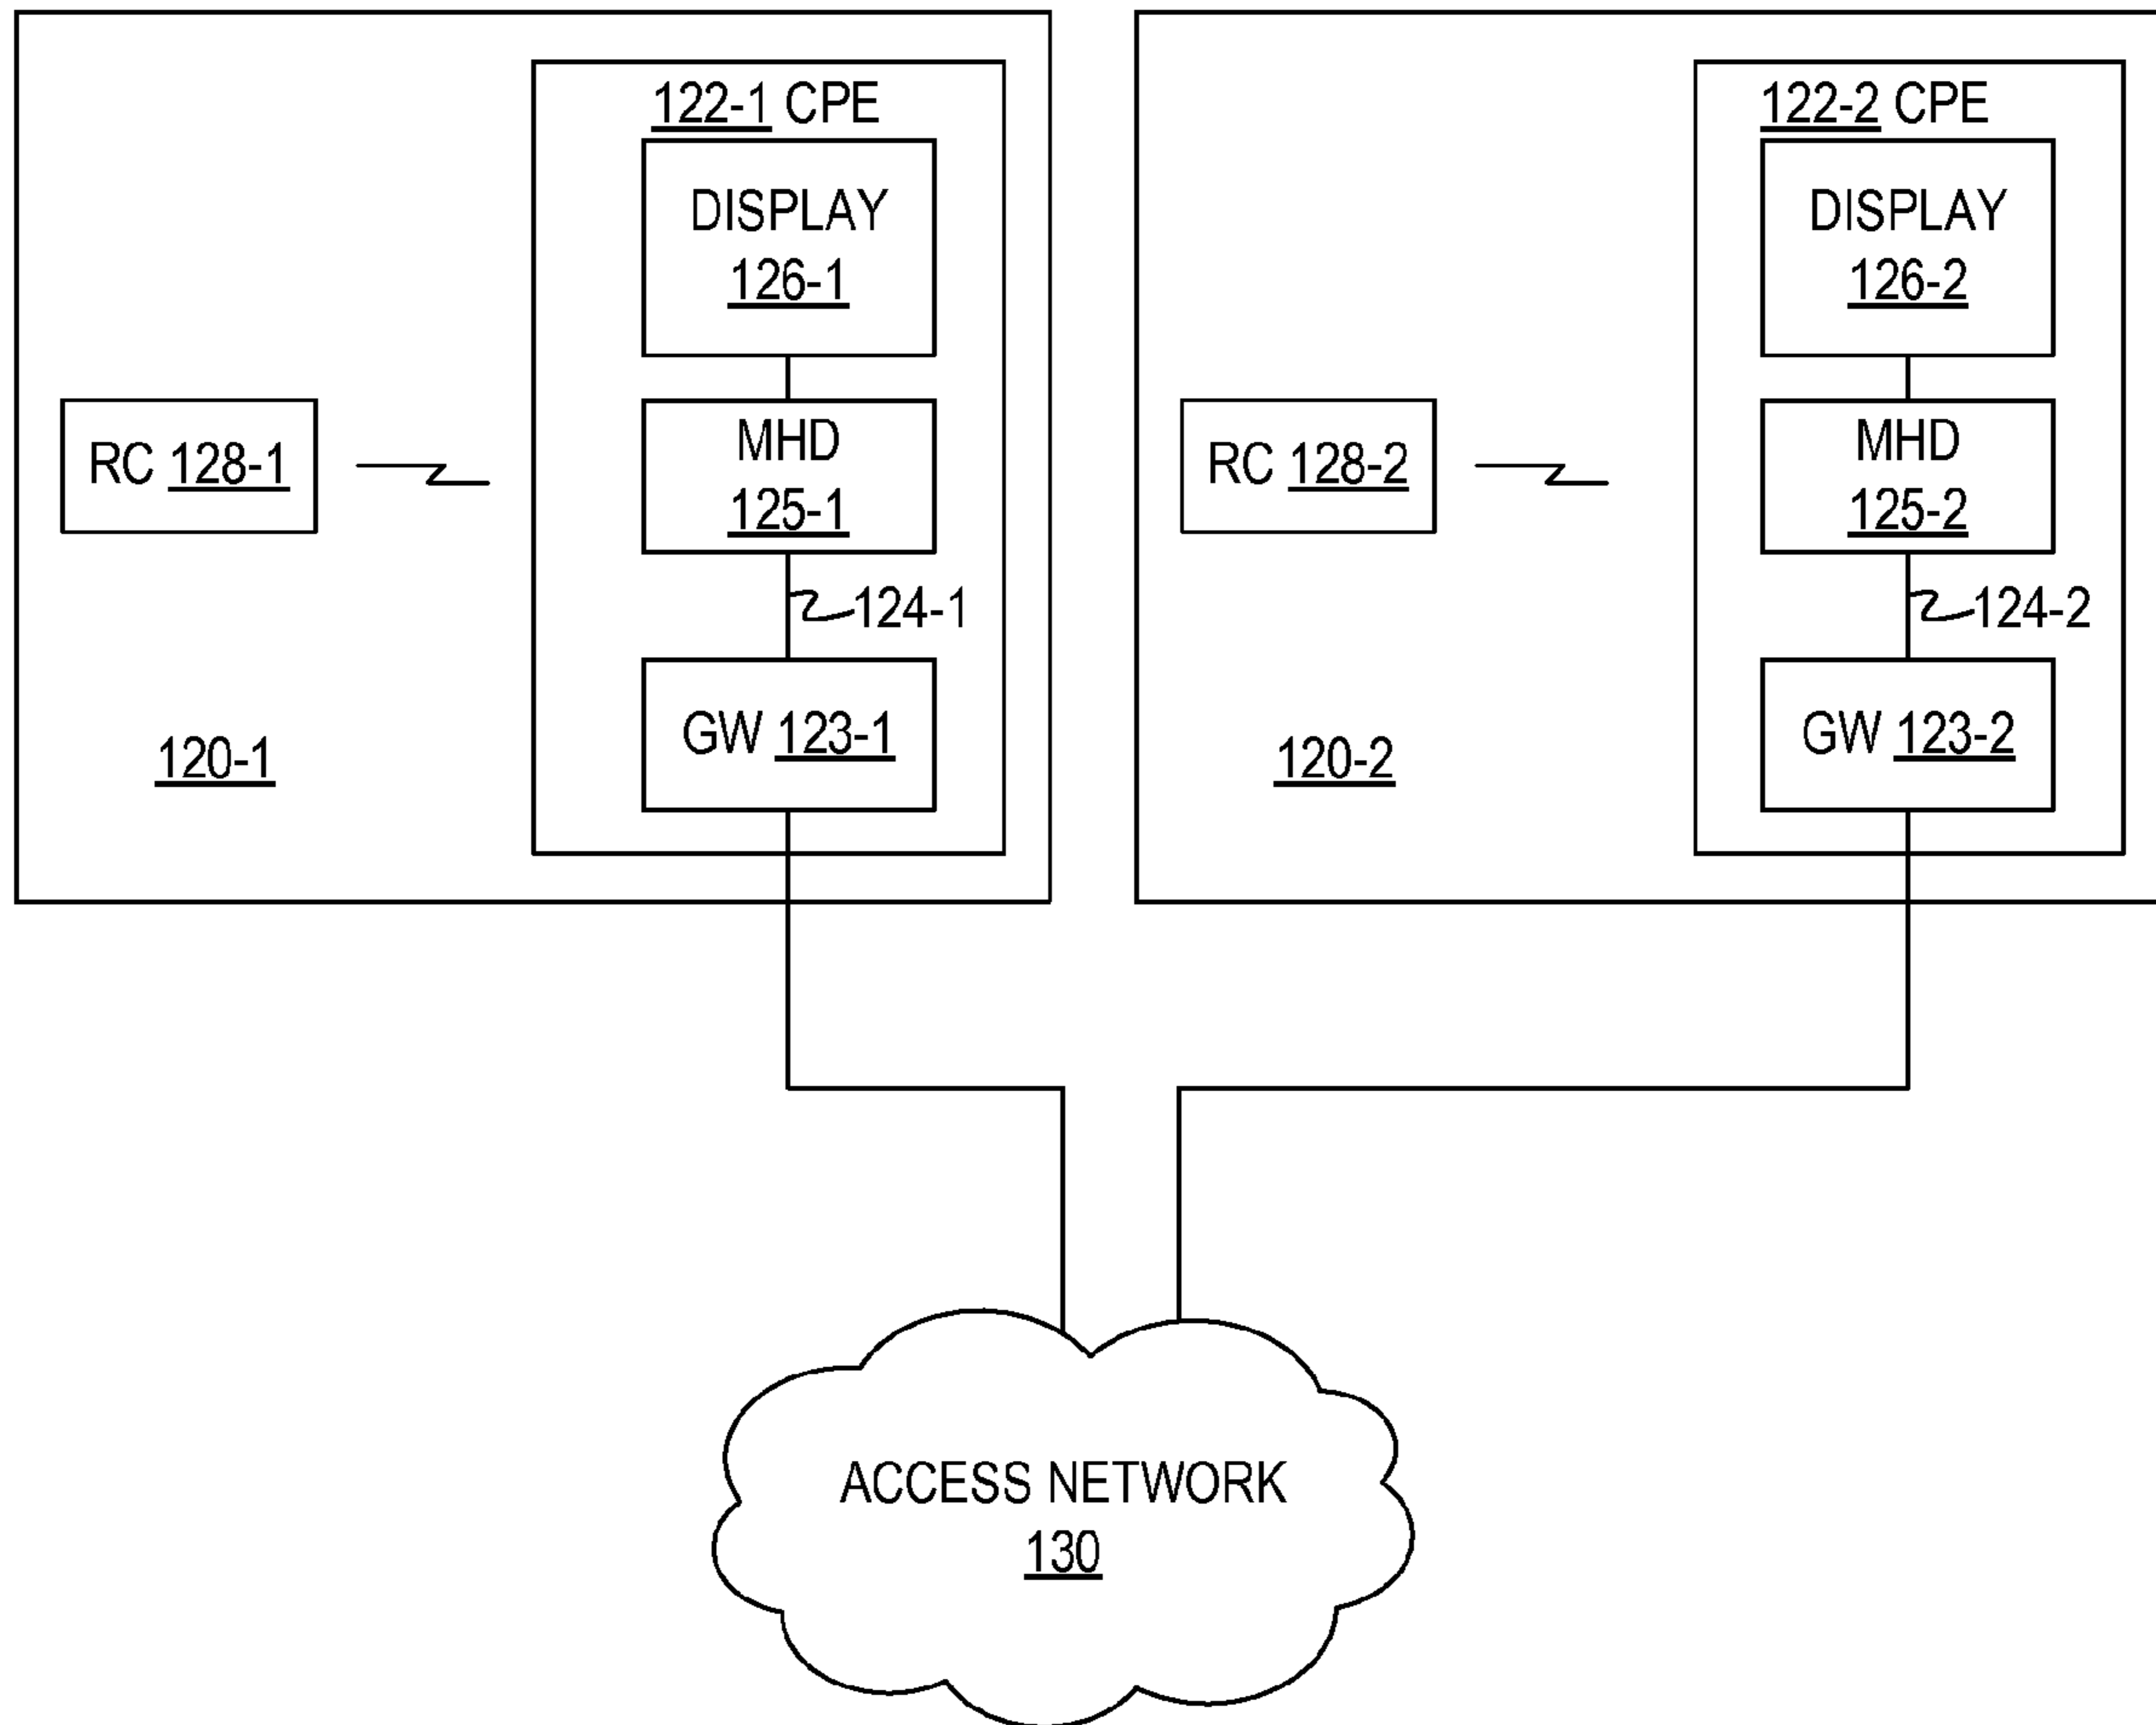 122-1 CPE
DISPLAY
126-1
RC 128-1
MHD
125-1
124-1
GW 123-1
120-1
122-2 CPE
DISPLAY
126-2
RC 128-2
MHD
125-2
124-2
GW 123-2
120-2
ACCESS NETWORK
130